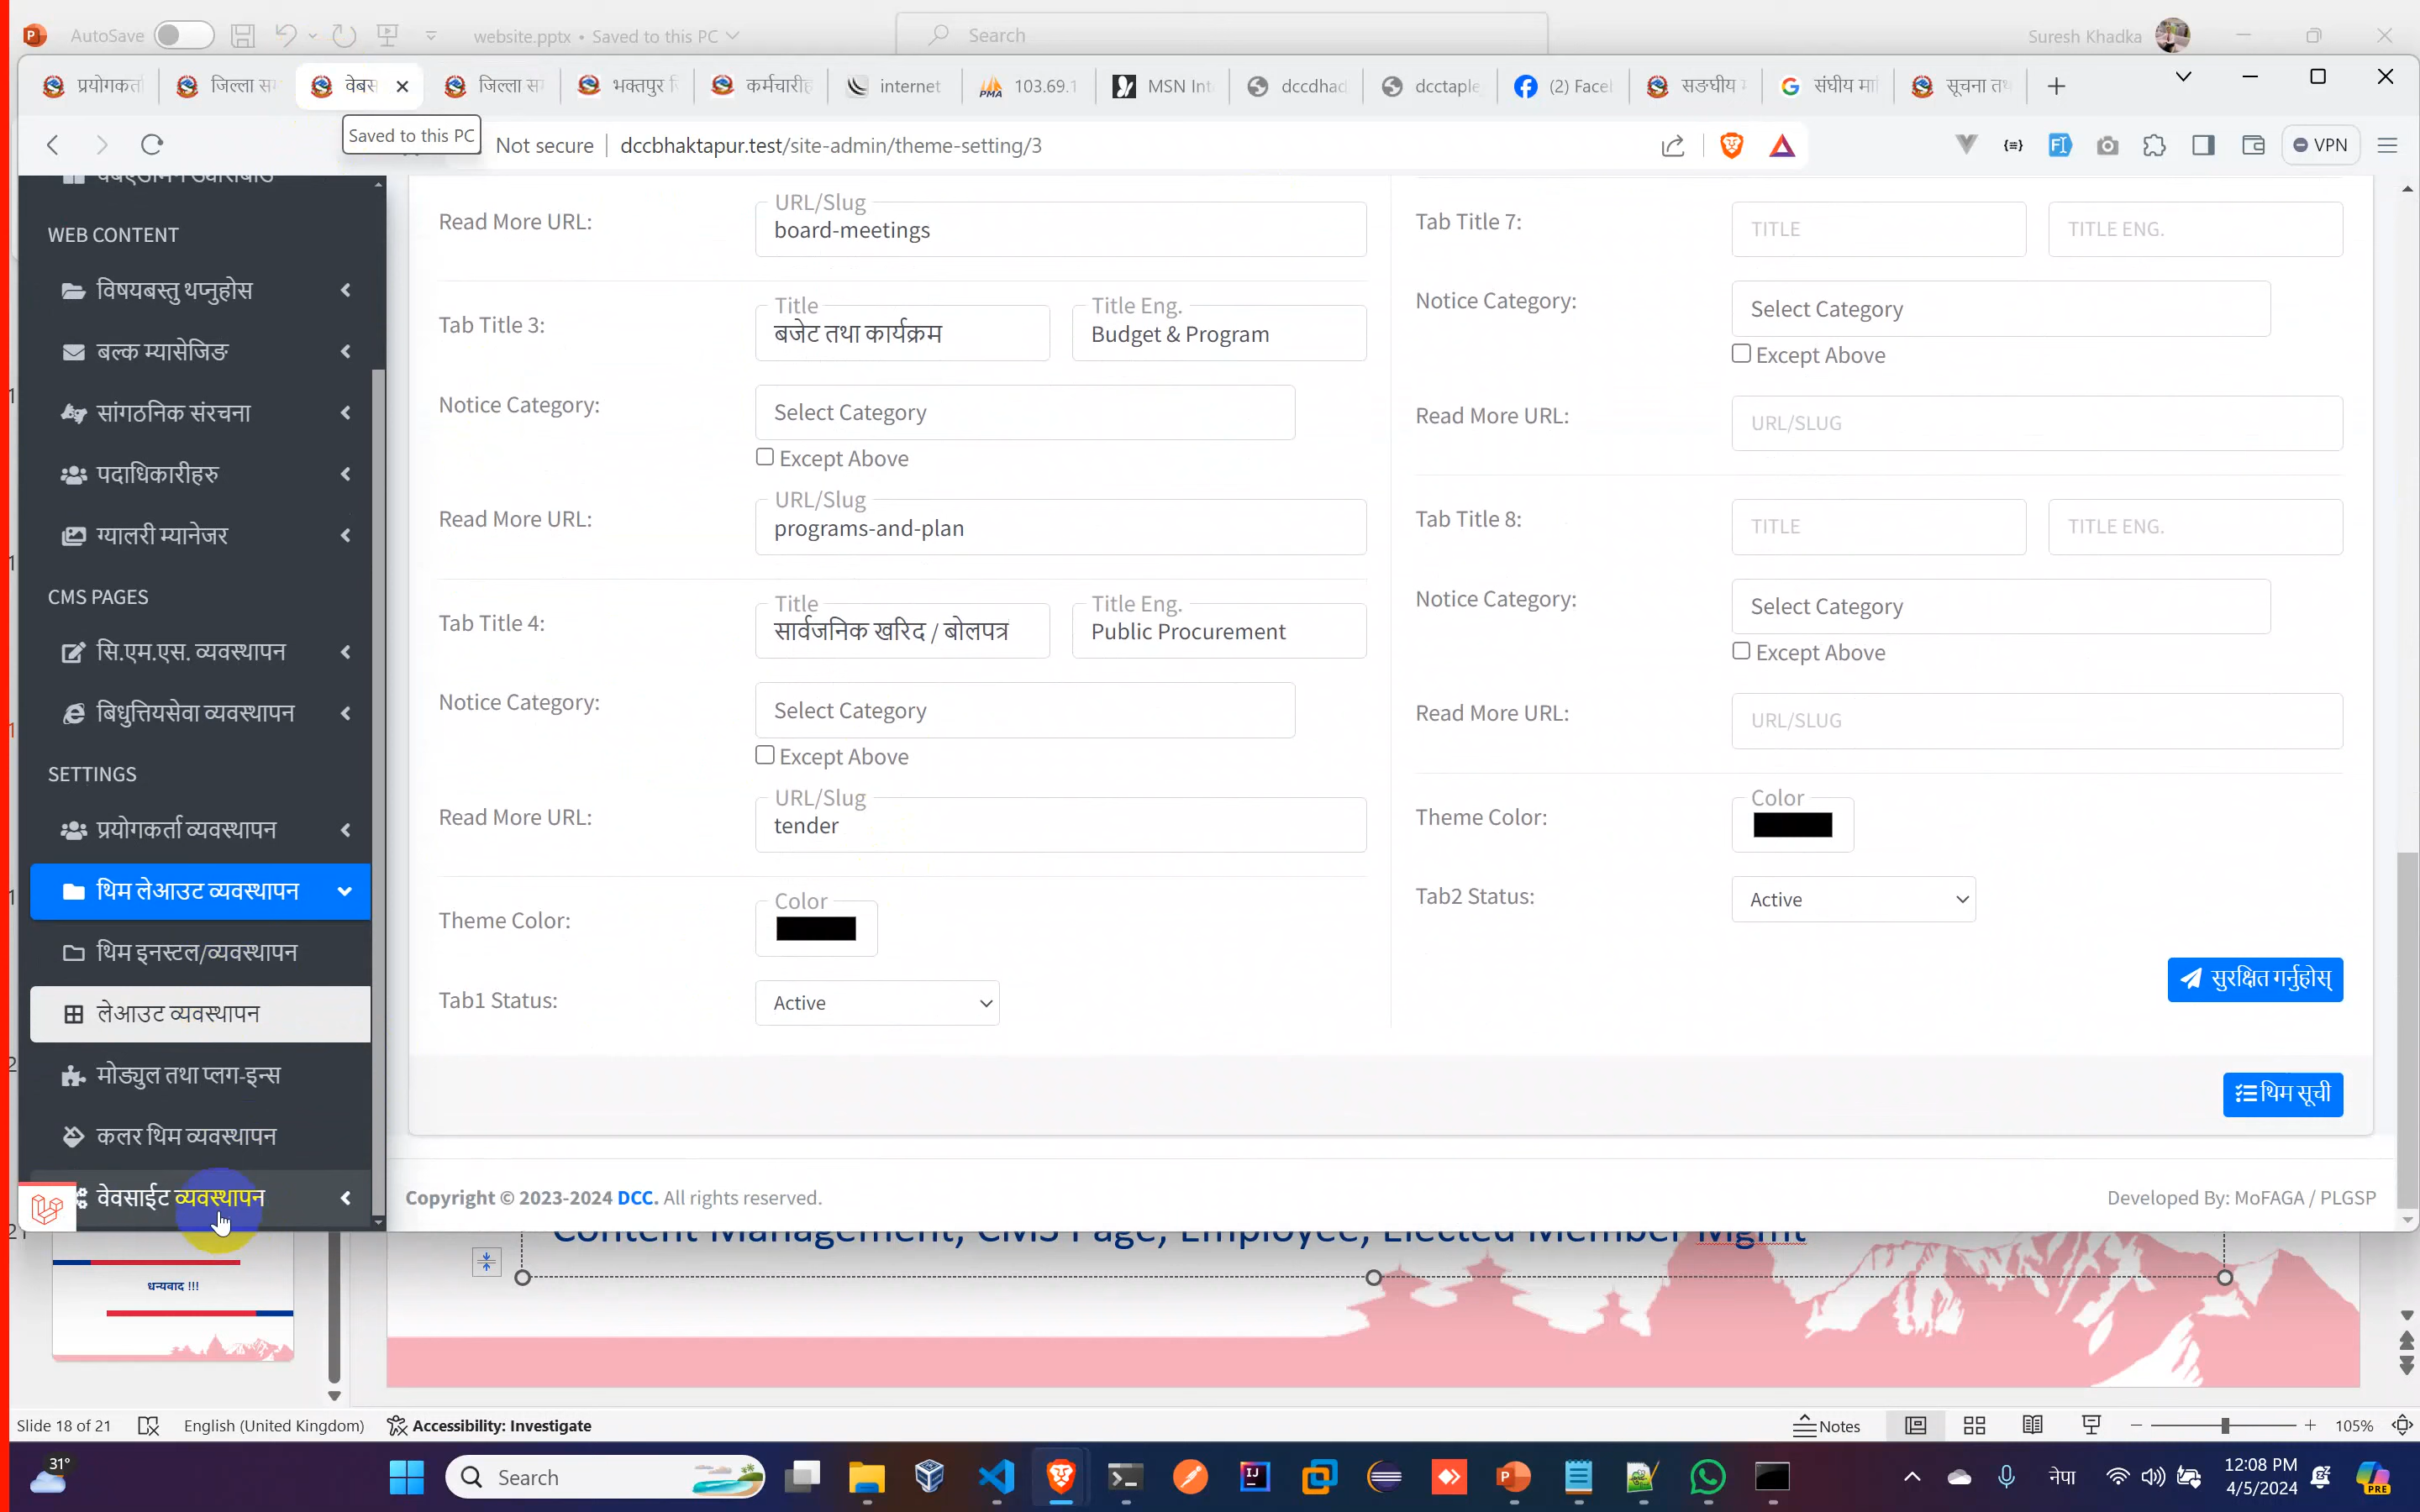 AutoSave
website.pptx • Saved to this PC
Search
Suresh Khadka
internet
103.69.1
MSN Int
dccdhad
dcctaple
(2) Facel
Saved to this PC
Not secure
dccbhaktapur.test/site-admin/theme-setting/3
VPN
WEB CONTENT
विषयबस्तु थप्नुहोस
बल्क म्यासेजिङ
सांगठनिक संरचना
पदाधिकारीहरु
ग्यालरी म्यानेजर
CMS PAGES
सि.एम.एस. व्यवस्थापन
बिधुत्तियसेवा व्यवस्थापन
SETTINGS
प्रयोगकर्ता व्यवस्थापन
थिम लेआउट व्यवस्थापन
थिम इनस्टल/व्यवस्थापन
लेआउट व्यवस्थापन
मोड्युल तथा प्लग-इन्स
कलर थिम व्यवस्थापन
वेवसाईट व्यवस्थापन
Read More URL:
URL/Slug
board-meetings
Tab Title 3:
Title
बजेट तथा कार्यक्रम
Title Eng.
Budget & Program
Notice Category:
Select Category
Except Above
Read More URL:
URL/Slug
programs-and-plan
Tab Title 4:
Title
सार्वजनिक खरिद / बोलपत्र
Title Eng.
Public Procurement
Notice Category:
Select Category
Except Above
Read More URL:
URL/Slug
tender
Theme Color:
Color
Tab1 Status:
Active
Tab Title 7:
TITLE
TITLE ENG.
Notice Category:
Select Category
Except Above
Read More URL:
URL/SLUG
Tab Title 8:
TITLE
TITLE ENG.
Notice Category:
Select Category
Except Above
Read More URL:
URL/SLUG
Theme Color:
Color
Tab2 Status:
Active
सुरक्षित गर्नुहोस्
थिम सूची
Copyright © 2023-2024 DCC. All rights reserved.
Developed By: MoFAGA / PLGSP
Content Management, CMS Page, Employee, Elected Member Mgmt
धन्यवाद !!!
Slide 18 of 21
English (United Kingdom)
Accessibility: Investigate
Notes
105%
31°
Search
नेपा
12:08 PM
4/5/2024
PRE